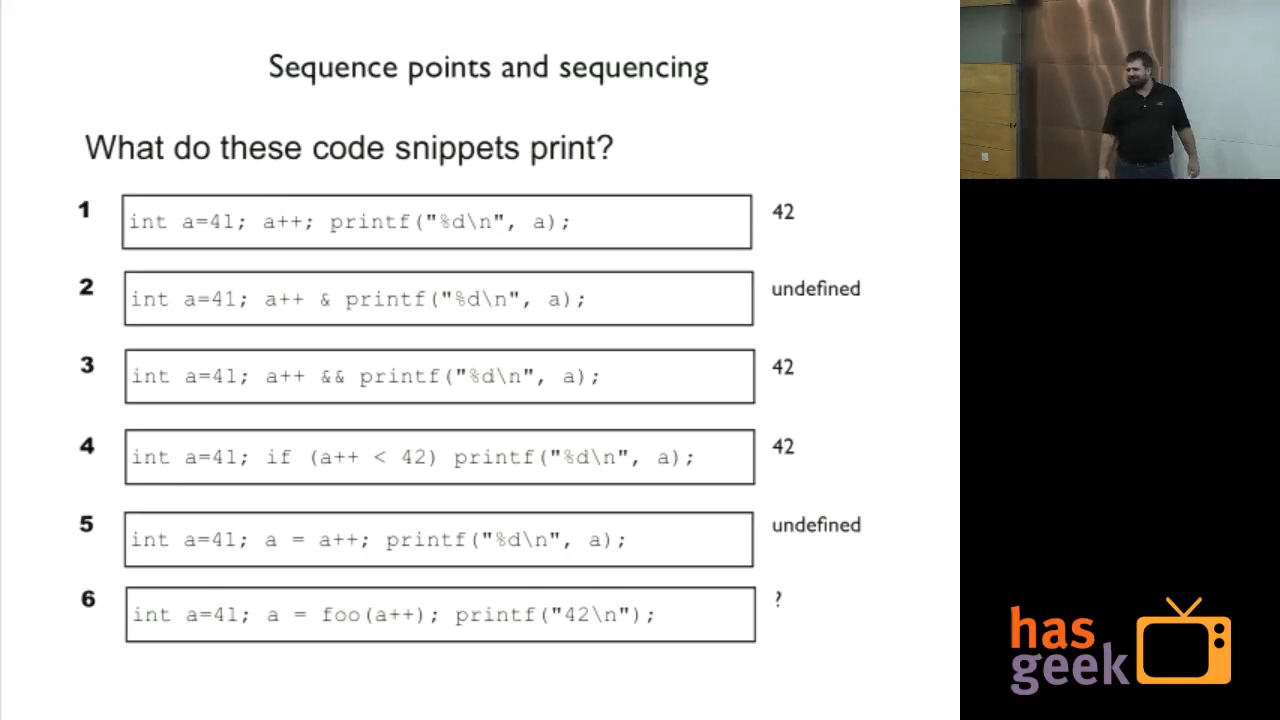 Sequence points and sequencing
What do these code snippets print?
1 int a=41; a++; printf("%d\n", a); 42
2 int a=41; a++ & printf("%d\n", a); undefined
3 int a=41; a++ && printf("%d\n", a); 42
4 int a=41; if (a++ < 42) printf("%d\n", a); 42
5 int a=41; a = a++; printf("%d\n", a); undefined
6 int a=41; a = foo(a++); printf("42\n"); ?
has
geek